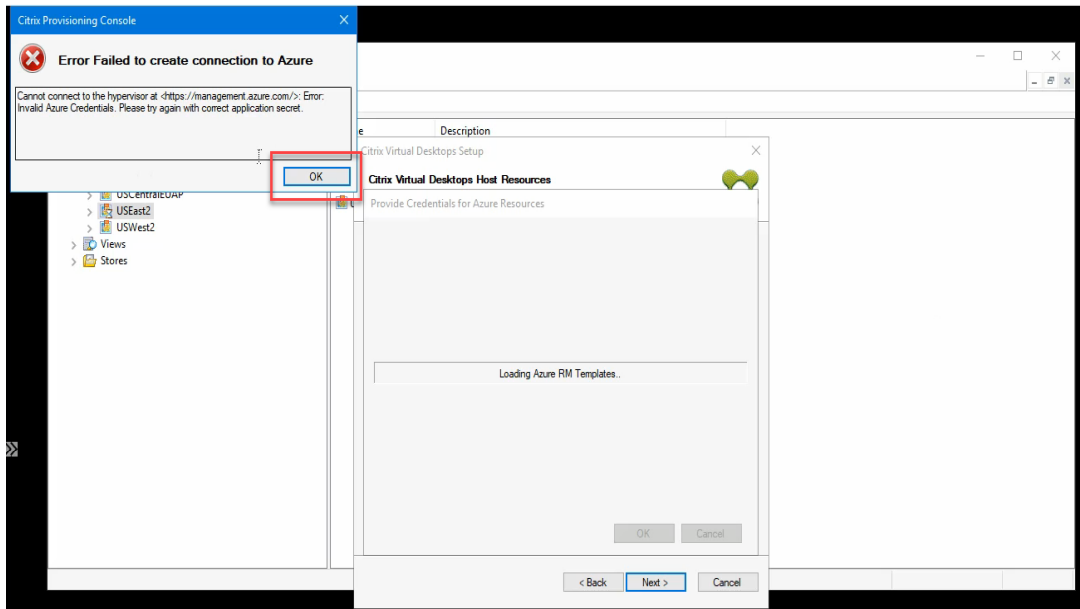 Citrix Provisioning Console
Error Failed to create connection to Azure
Cannot connect to the hypervisor at <https://management.azure.com/>: Error:
Invalid Azure Credentials. Please try again with correct application secret.
OK
Description
Citrix Virtual Desktops Setup
Citrix Virtual Desktops Host Resources
Provide Credentials for Azure Resources
USCentralEUAP
USEast2
USWest2
Views
Stores
Loading Azure RM Templates..
OK Cancel
< Back Next > Cancel